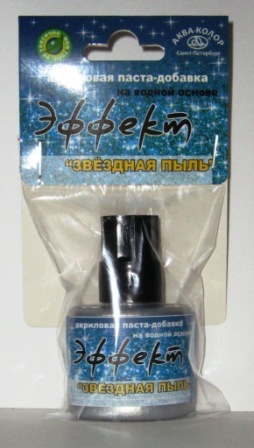 АКВА-КОЛОР
Санкт-Петербург
акриловая паста-добавка
на водной основе
Эффект
"ЗВЁЗДНАЯ ПЫЛЬ"
акриловая паста-добавка
на водной основе
Эффект
"ЗВЁЗДНАЯ ПЫЛЬ"